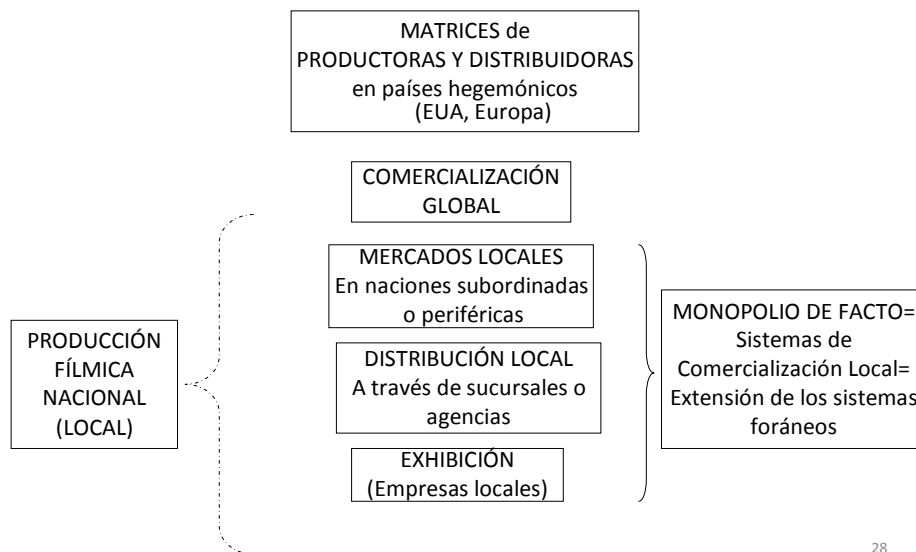 MATRICES de
PRODUCTORAS Y DISTRIBUIDORAS
en países hegemónicos
(EUA, Europa)
COMERCIALIZACIÓN
GLOBAL
MERCADOS LOCALES
En naciones subordinadas
o periféricas
DISTRIBUCIÓN LOCAL
A través de sucursales o
agencias
EXHIBICIÓN
(Empresas locales)
PRODUCCIÓN
FÍLMICA
NACIONAL
(LOCAL)
MONOPOLIO DE FACTO=
Sistemas de
Comercialización Local=
Extensión de los sistemas
foráneos
28